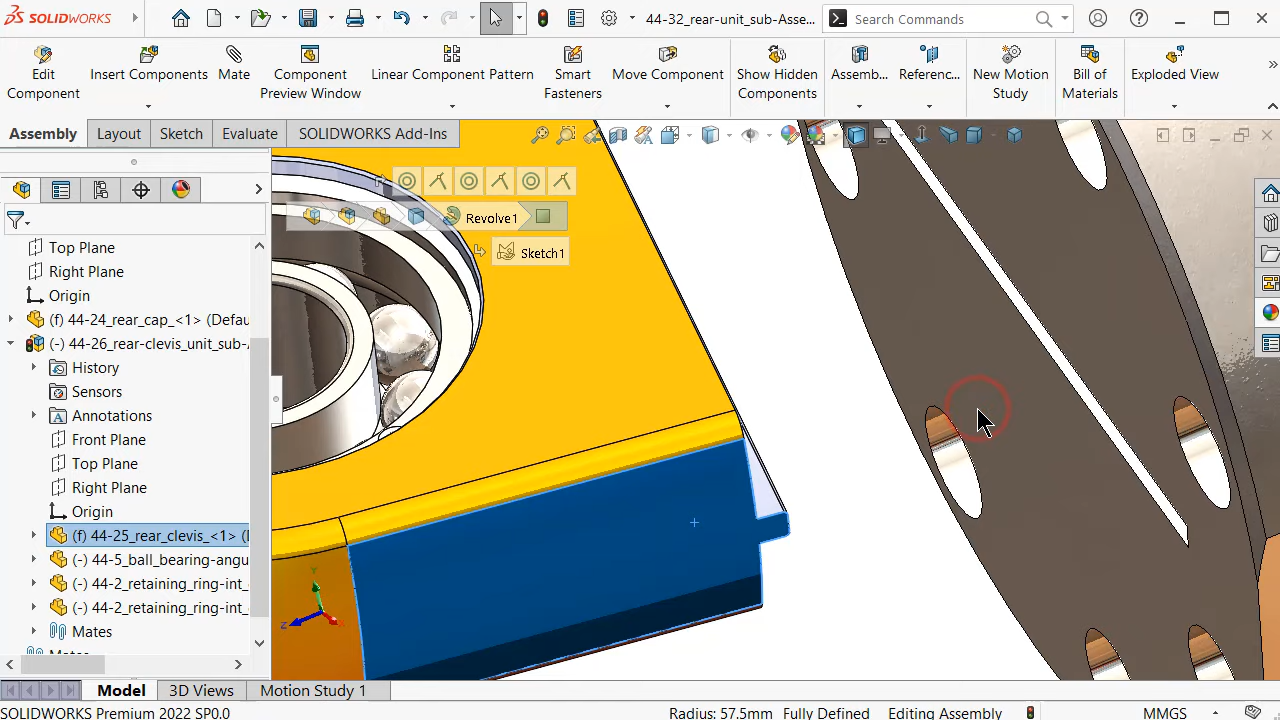 SOLIDWORKS
44-32_rear-unit_sub-Asse...
Search Commands
Edit Component
Insert Components
Mate
Component Preview Window
Linear Component Pattern
Smart Fasteners
Move Component
Show Hidden Components
Assemb...
Referenc...
New Motion Study
Bill of Materials
Exploded View
Assembly
Layout
Sketch
Evaluate
SOLIDWORKS Add-Ins
Revolve1
Sketch1
Top Plane
Right Plane
Origin
(f) 44-24_rear_cap_<1> (Defau
(-) 44-26_rear-clevis_unit_sub-
History
Sensors
Annotations
Front Plane
Top Plane
Right Plane
Origin
(f) 44-25_rear_clevis_<1> (
(-) 44-5_ball_bearing-angu
(-) 44-2_retaining_ring-int_
(-) 44-2_retaining_ring-int_
Mates
Y
Z
Model
3D Views
Motion Study 1
SOLIDWORKS Premium 2022 SP0.0
Radius: 57.5mm
Fully Defined
Editing Assembly
MMGS